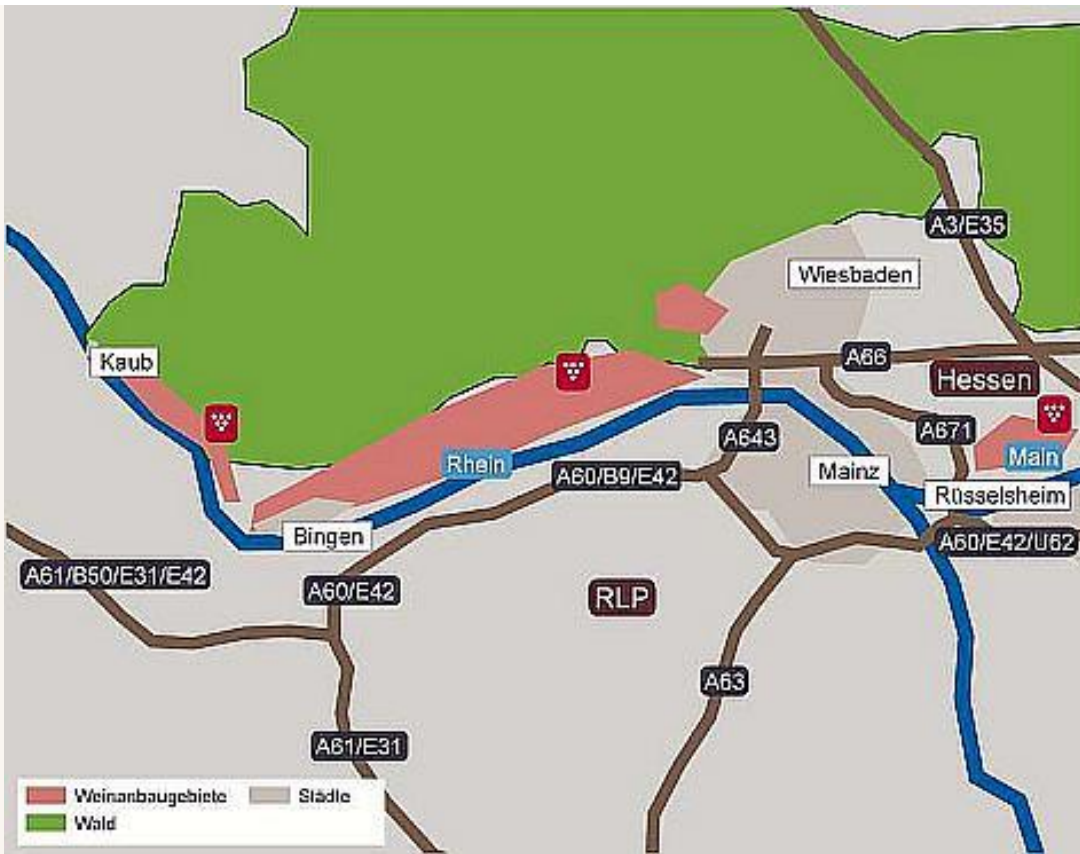 A3/E35
Wiesbaden
Kaub
A66
Hessen
A643
A671
Rhein
Main
A60/B9/E42
Mainz
Rüsselsheim
Bingen
A60/E42/U62
A61/B50/E31/E42
A60/E42
RLP
A63
A61/E31
Weinanbaugebiete
Städte
Wald